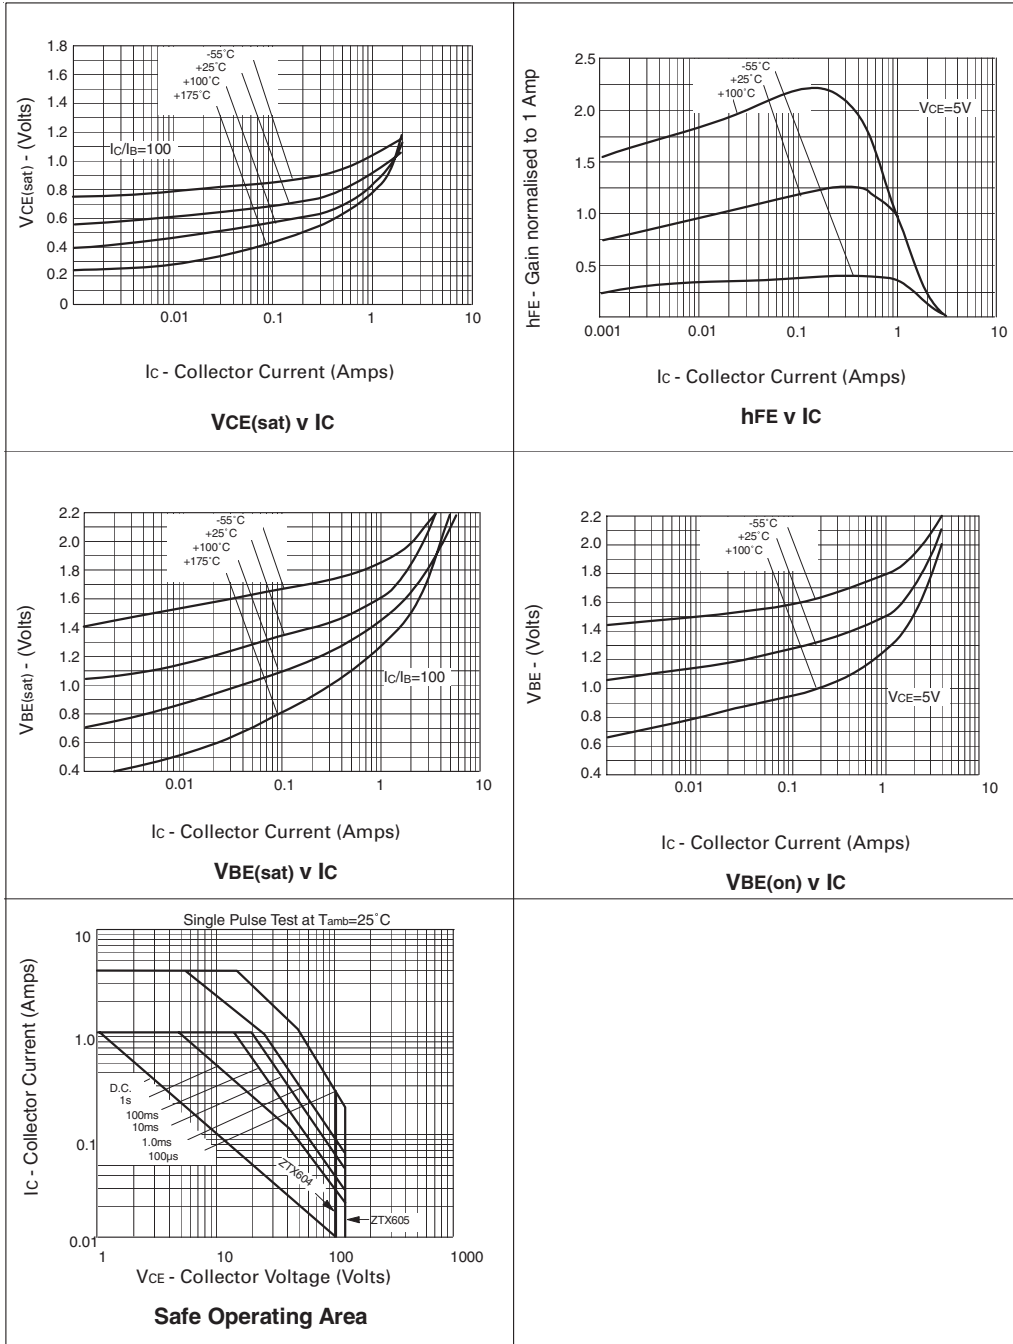 1.8
1.6
1.4
1.2
1.0
0.8
0.6
0.4
0.2
0
VCE(sat) - (Volts)
-55˚C
+25˚C
+100˚C
+175˚C
IC/IB=100
0.01
0.1
1
10
IC - Collector Current (Amps)
VCE(sat) v IC
2.5
2.0
1.5
1.0
0.5
hFE - Gain normalised to 1 Amp
-55˚C
+25˚C
+100˚C
VCE=5V
0.001
0.01
0.1
1
10
IC - Collector Current (Amps)
hFE v IC
2.2
2.0
1.8
1.6
1.4
1.2
1.0
0.8
0.6
0.4
VBE(sat) - (Volts)
-55˚C
+25˚C
+100˚C
+175˚C
IC/IB=100
0.01
0.1
1
10
IC - Collector Current (Amps)
VBE(sat) v IC
2.2
2.0
1.8
1.6
1.4
1.2
1.0
0.8
0.6
0.4
VBE - (Volts)
-55˚C
+25˚C
+100˚C
VCE=5V
0.01
0.1
1
10
IC - Collector Current (Amps)
VBE(on) v IC
Single Pulse Test at Tamb=25˚C
10
1.0
0.1
0.01
IC - Collector Current (Amps)
D.C.
1s
100ms
10ms
1.0ms
100µs
ZTX604
ZTX605
1
10
100
1000
VCE - Collector Voltage (Volts)
Safe Operating Area